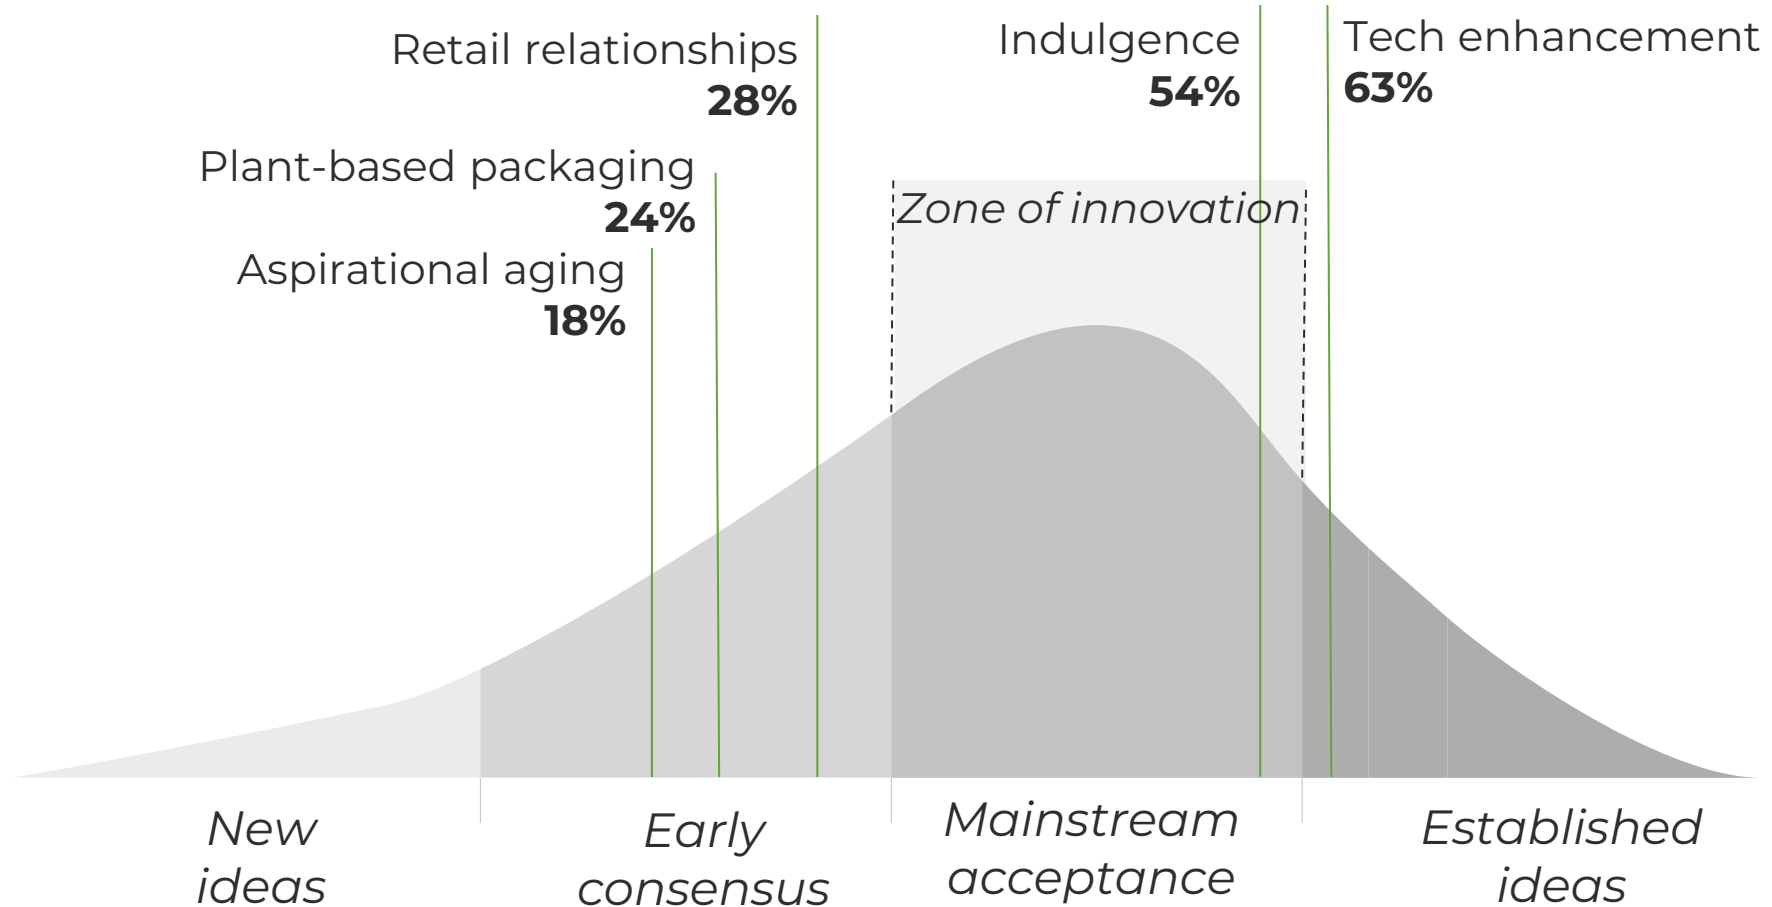 Retail relationships
28%
Indulgence
54%
Tech enhancement
63%
Plant-based packaging
24%
Zone of innovation
Aspirational aging
18%
New
ideas
Early
consensus
Mainstream
acceptance
Established
ideas